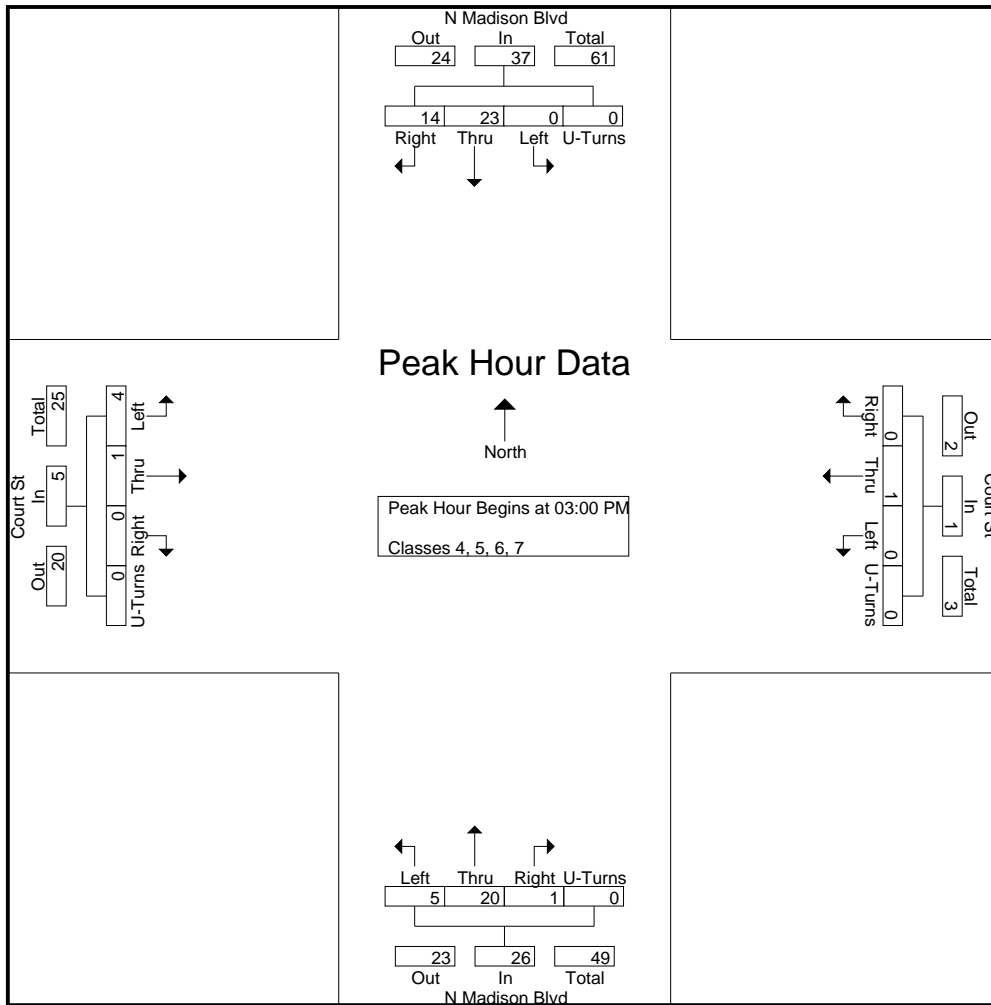 N Madison Blvd
Out In Total
24 37 61
14 23 0 0
Right Thru Left U-Turns
Peak Hour Data
North
Peak Hour Begins at 03:00 PM
Classes 4, 5, 6, 7
Court St
Total In Out
25 5 20
4 1 0 0
Left Thru Right U-Turns
Court St
Out In Total
2 1 3
0 1 0 0
Right Thru Left U-Turns
Left Thru Right U-Turns
5 20 1 0
23 26 49
Out In Total
N Madison Blvd